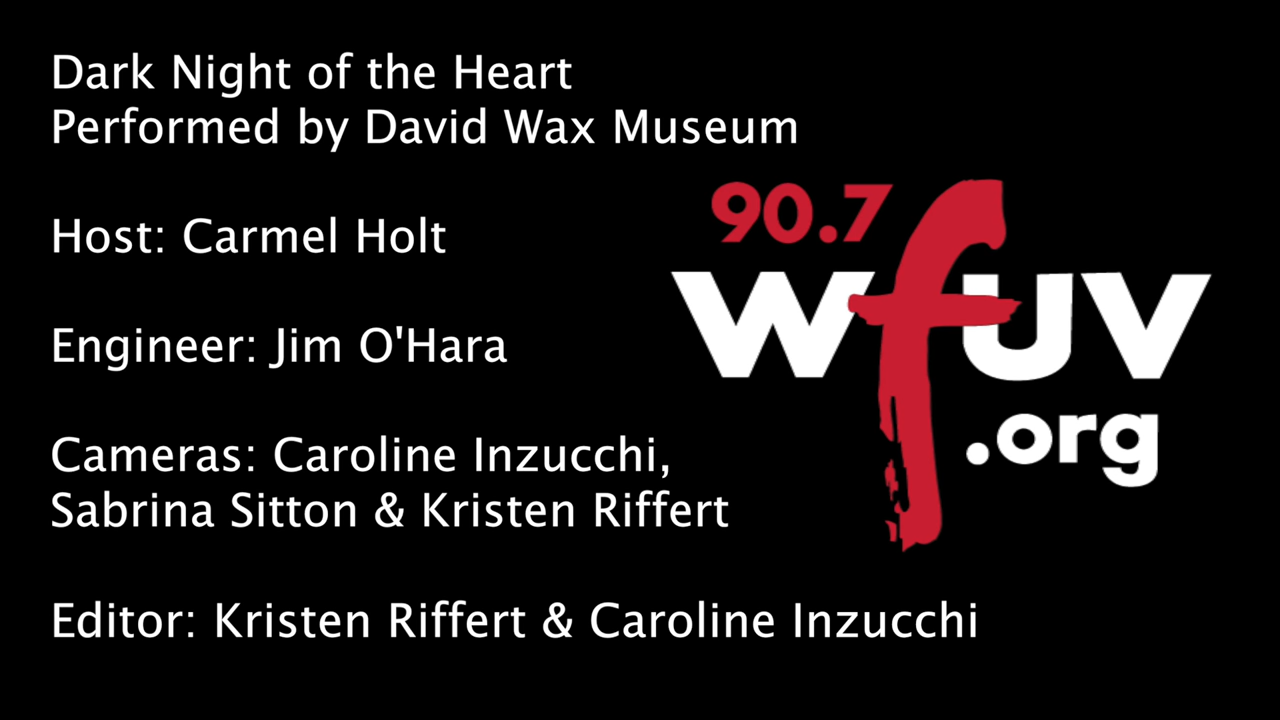 Dark Night of the Heart
Performed by David Wax Museum
Host: Carmel Holt
Engineer: Jim O'Hara
Cameras: Caroline Inzucchi,
Sabrina Sitton & Kristen Riffert
Editor: Kristen Riffert & Caroline Inzucchi
90.7
wfuv
.org